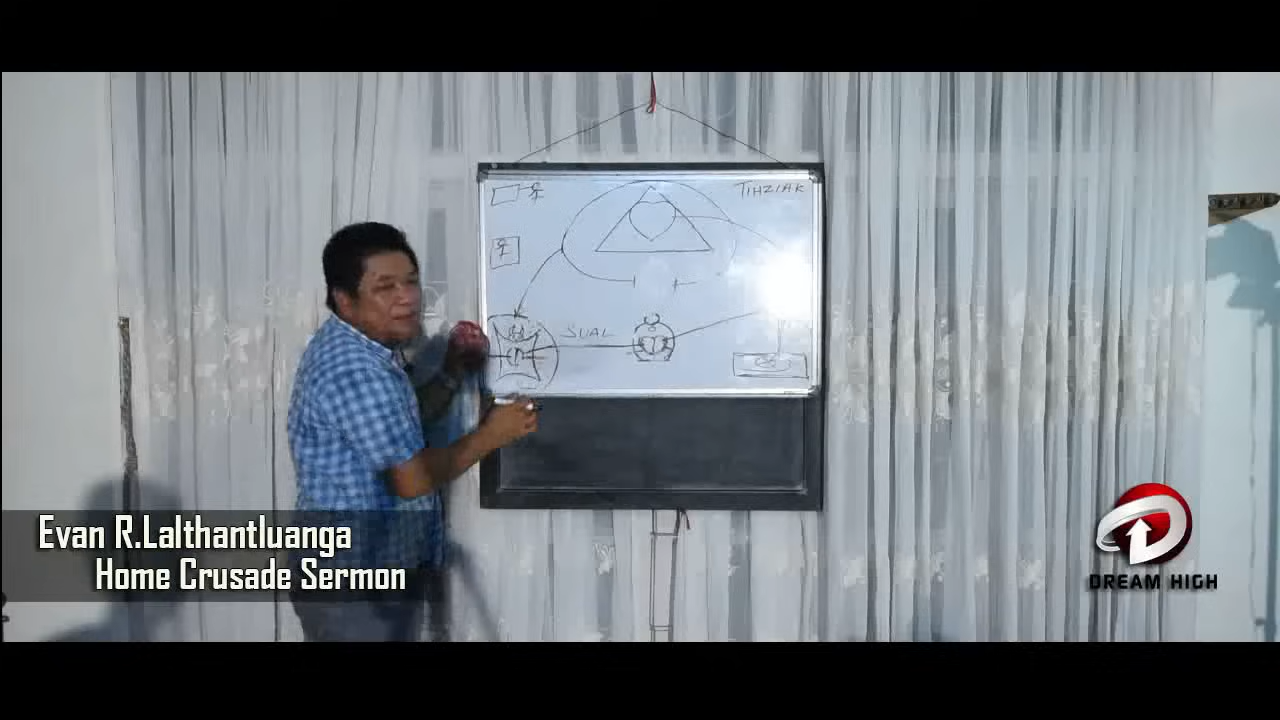 TIHZIAK
SUAL
Evan R.Lalthantluanga
Home Crusade Sermon
DREAM HIGH